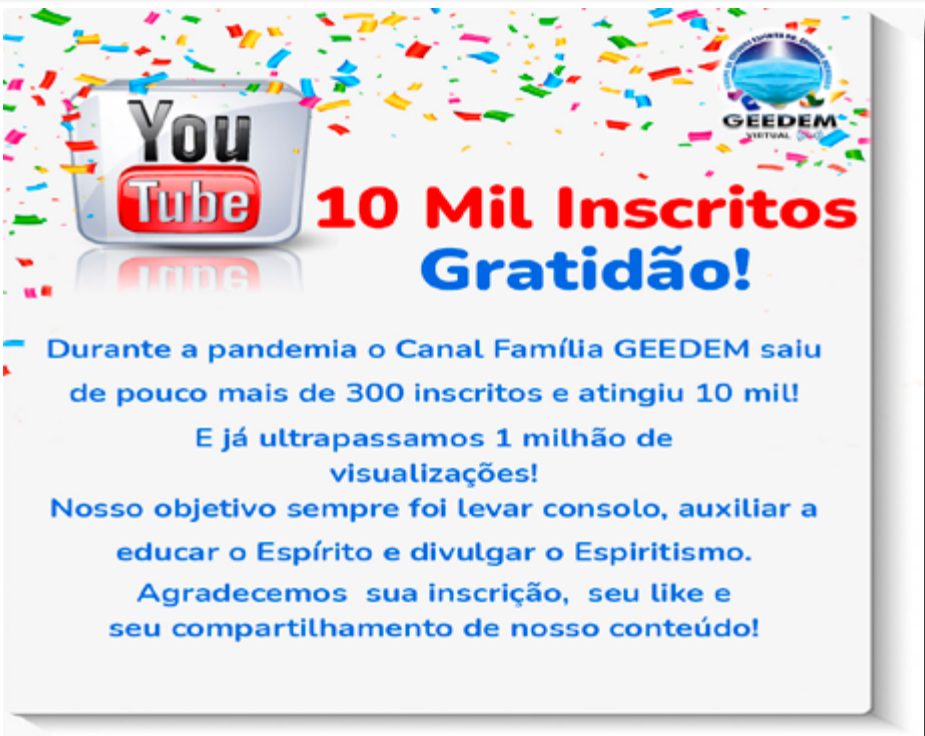 You
Tube
GEEDEM
VIRTUAL
10 Mil Inscritos
Gratidão!
Durante a pandemia o Canal Família GEEDEM saiu
de pouco mais de 300 inscritos e atingiu 10 mil!
E já ultrapassamos 1 milhão de
visualizações!
Nosso objetivo sempre foi levar consolo, auxiliar a
educar o Espírito e divulgar o Espiritismo.
Agradecemos sua inscrição, seu like e
seu compartilhamento de nosso conteúdo!